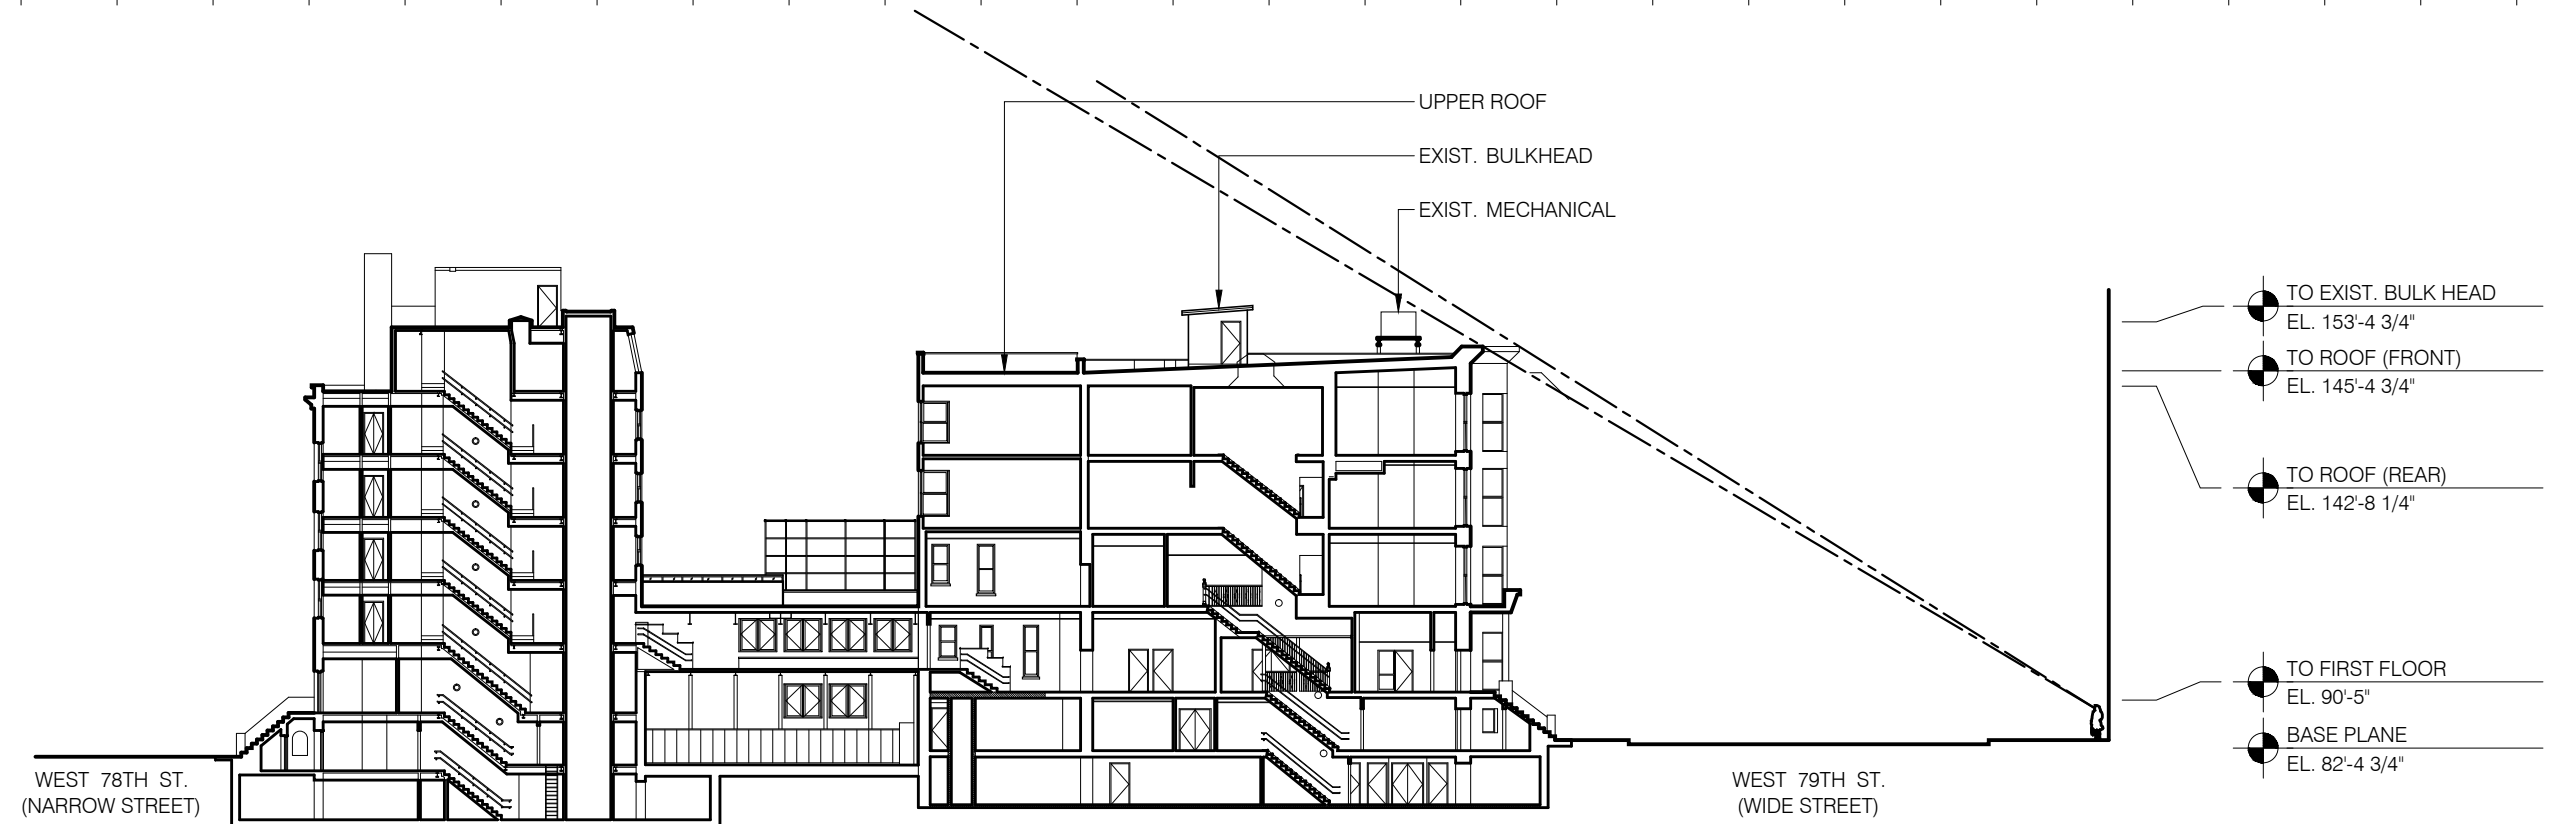 UPPER ROOF
EXIST. BULKHEAD
EXIST. MECHANICAL
TO EXIST. BULK HEAD
EL. 153'-4 3/4"
TO ROOF (FRONT)
EL. 145'-4 3/4"
TO ROOF (REAR)
EL. 142'-8 1/4"
TO FIRST FLOOR
EL. 90'-5"
BASE PLANE
EL. 82'-4 3/4"
WEST 78TH ST.
(NARROW STREET)
WEST 79TH ST.
(WIDE STREET)